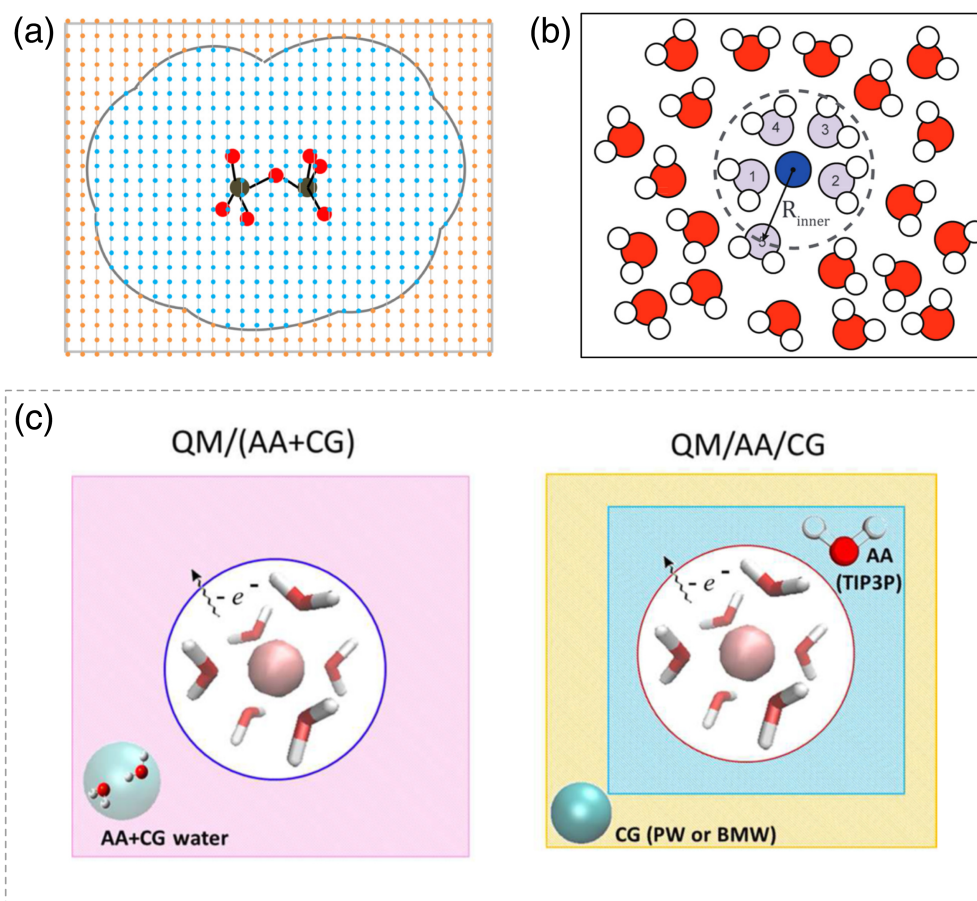 (a)
(b)
4
3
1
2
R_inner
5
(c)
QM/(AA+CG)
QM/AA/CG
- e -
AA+CG water
- e -
AA
(TIP3P)
CG (PW or BMW)